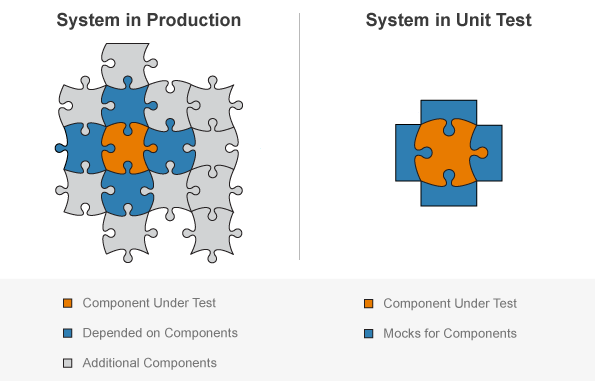 System in Production
System in Unit Test
Component Under Test
Depended on Components
Additional Components
Component Under Test
Mocks for Components